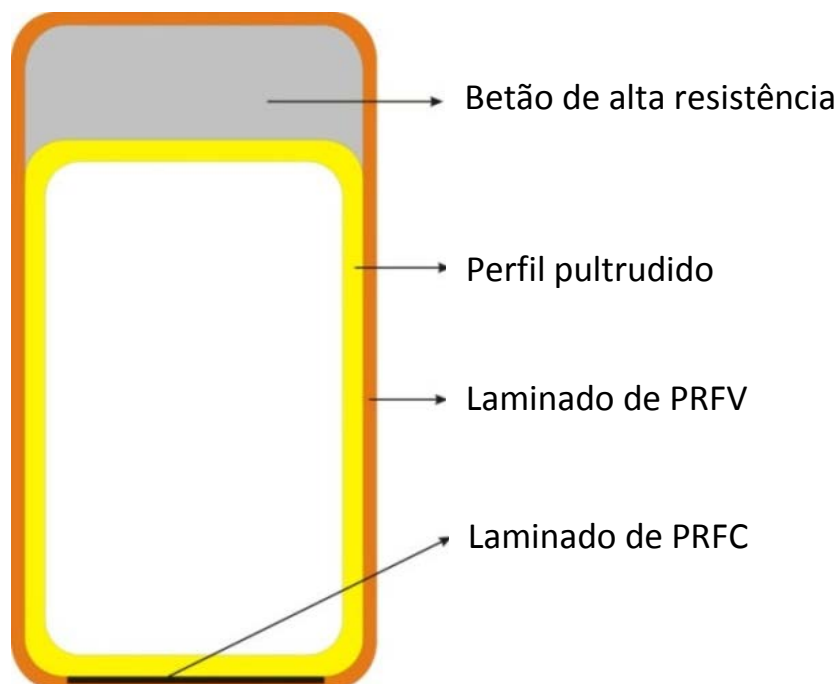 Betão de alta resistência
Perfil pultrudido
Laminado de PRFV
Laminado de PRFC